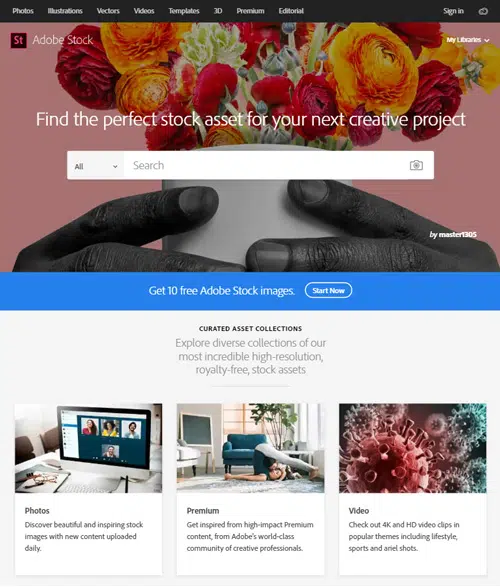 Photos Illustrations Vectors Videos Templates 3D Premium Editorial Sign in
St Adobe Stock My Libraries
Find the perfect stock asset for your next creative project
All Search
by master1305
Get 10 free Adobe Stock images. Start Now
CURATED ASSET COLLECTIONS
Explore diverse collections of our
most incredible high-resolution,
royalty-free, stock assets
Photos
Discover beautiful and inspiring stock
images with new content uploaded
daily.
Premium
Get inspired from high-impact Premium
content, from Adobe's world-class
community of creative professionals.
Video
Check out 4K and HD video clips in
popular themes including lifestyle,
sports and ariel shots.